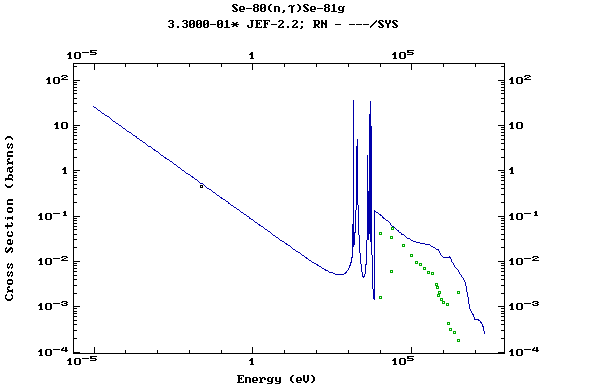 Se-80(n,γ)Se-81g
3.3000-01* JEF-2.2; RN - ---/SYS
10⁻⁵ 1 10⁵
10² 10²
10 10
1 1
10⁻¹ 10⁻¹
10⁻² 10⁻²
10⁻³ 10⁻³
10⁻⁴ 10⁻⁴
10⁻⁵ 1 10⁵
Cross Section (barns)
Energy (eV)